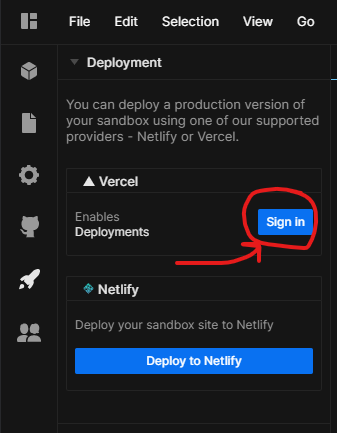 File Edit Selection View Go
Deployment
You can deploy a production version of
your sandbox using one of our supported
providers - Netlify or Vercel.
Vercel
Enables
Deployments
Sign in
Netlify
Deploy your sandbox site to Netlify
Deploy to Netlify